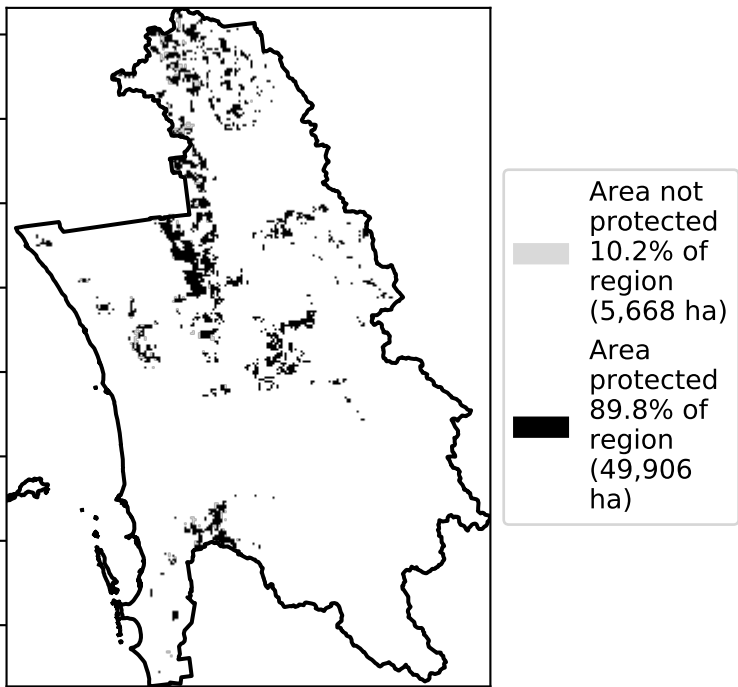 Area not
protected
10.2% of
region
(5,668 ha)
Area
protected
89.8% of
region
(49,906
ha)